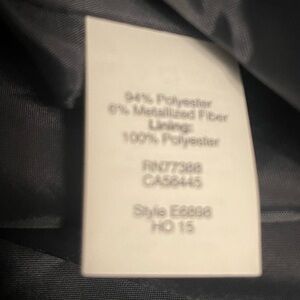 94% Polyester
6% Metallized Fiber
Lining:
100% Polyester
RN77388
CA56445
Style E6898
HO 15